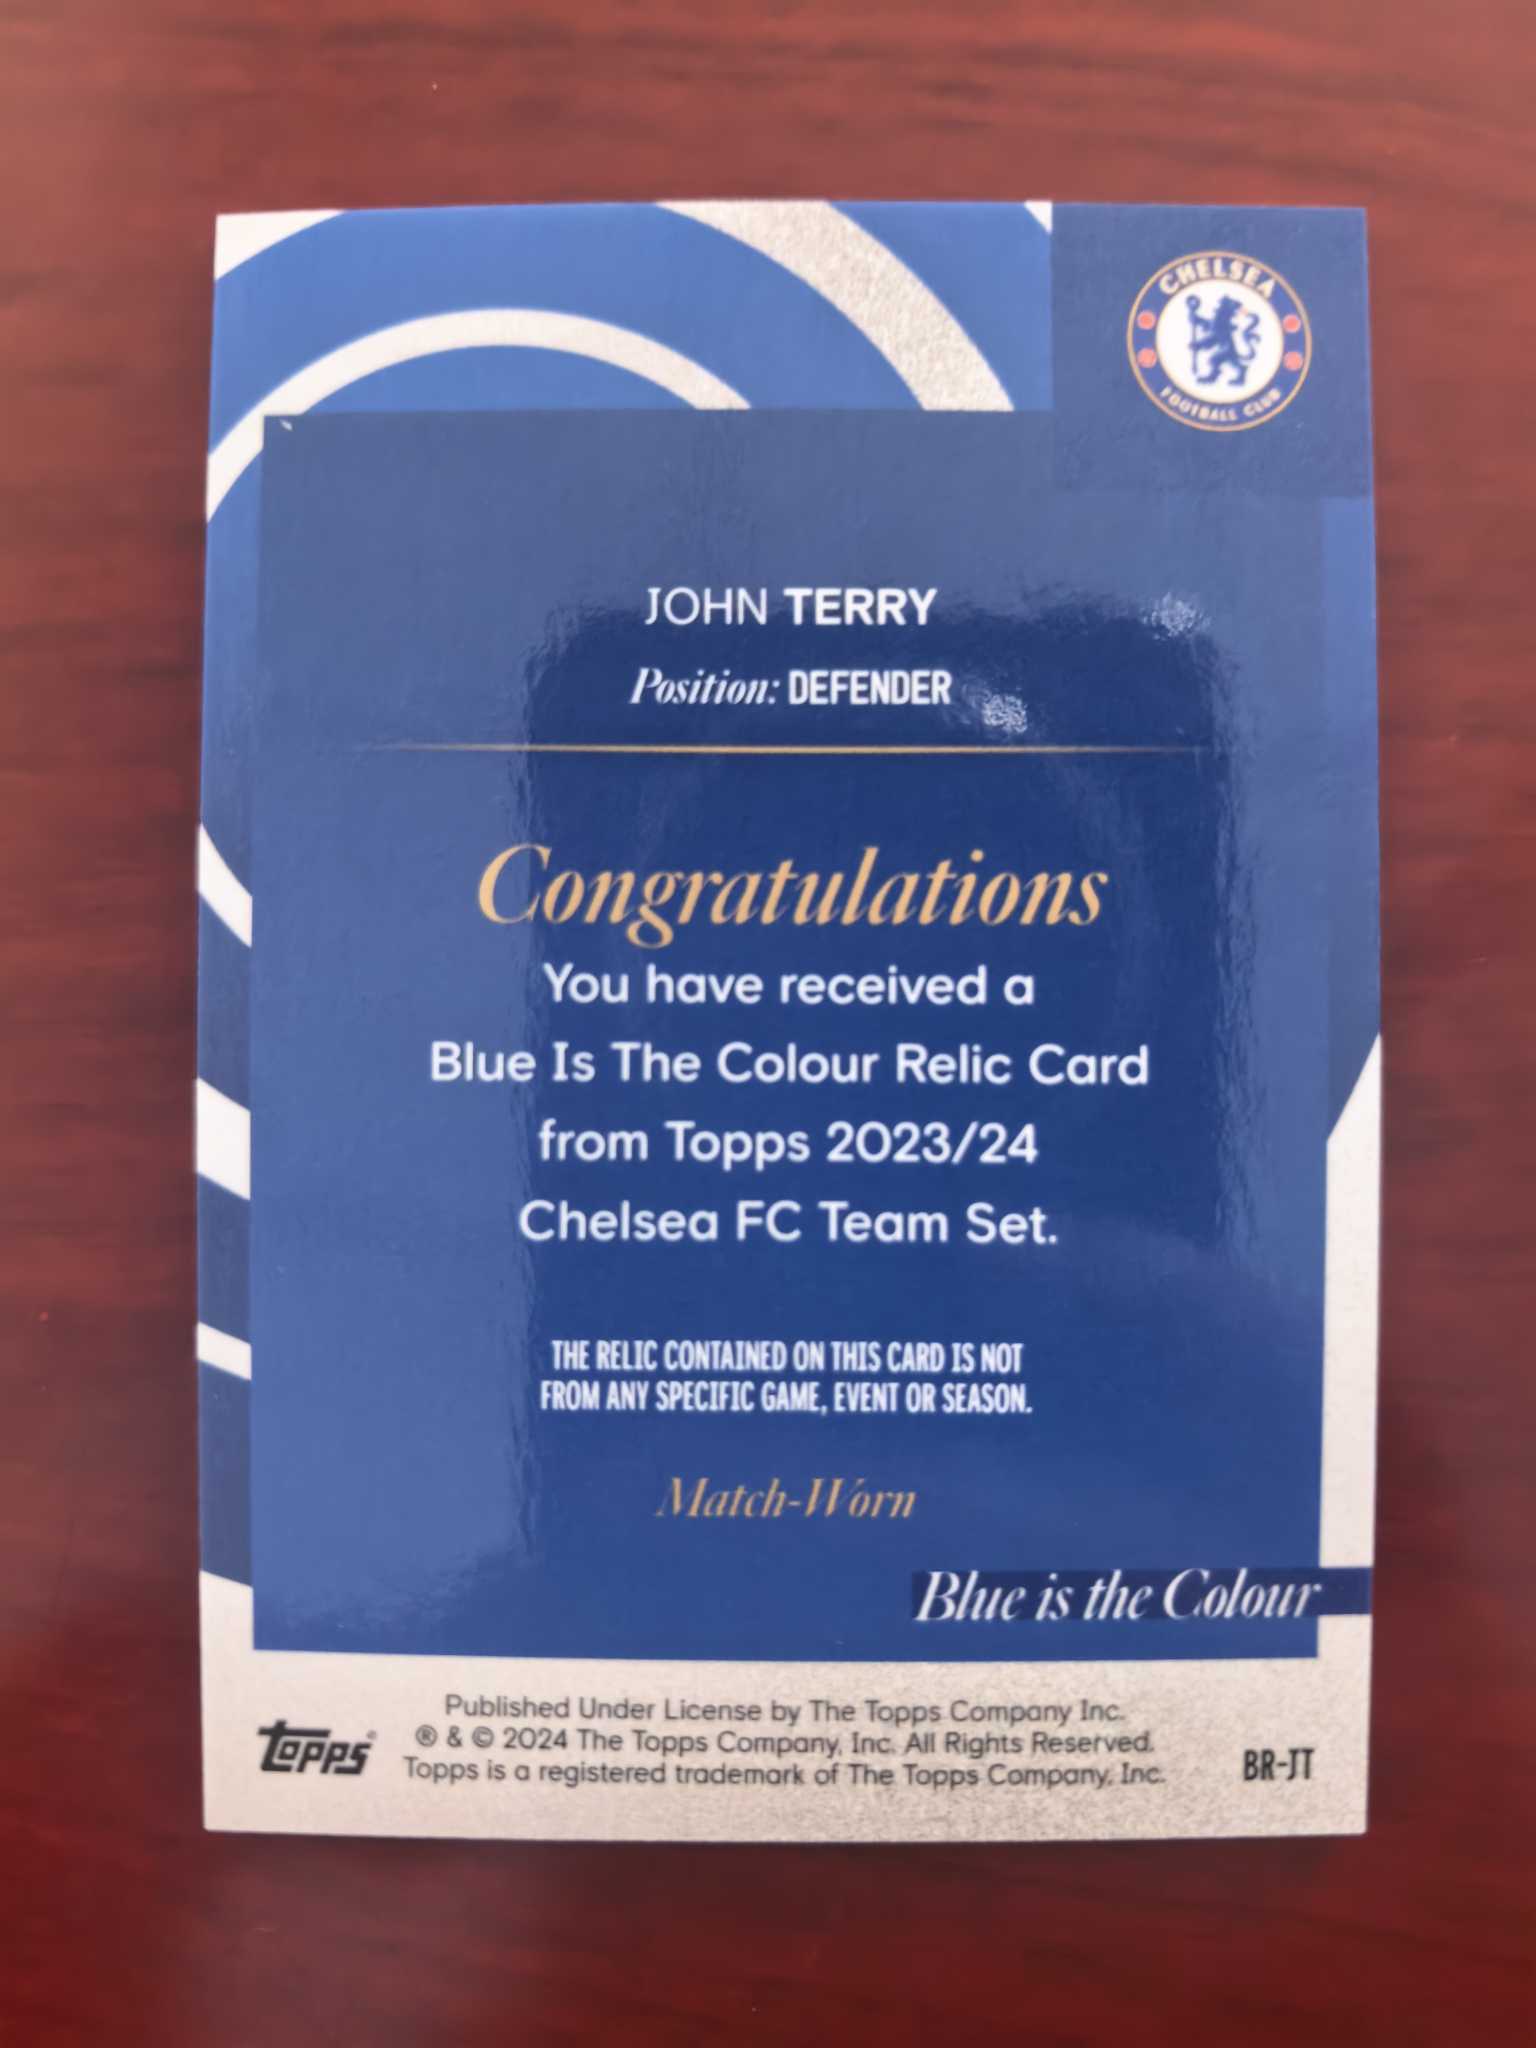 CHELSEA
FOOTBALL CLUB
JOHN TERRY
Position: DEFENDER
Congratulations
You have received a
Blue Is The Colour Relic Card
from Topps 2023/24
Chelsea FC Team Set.
THE RELIC CONTAINED ON THIS CARD IS NOT
FROM ANY SPECIFIC GAME, EVENT OR SEASON.
Match-Worn
Blue is the Colour
topps®
Published Under License by The Topps Company Inc.
® & © 2024 The Topps Company, Inc. All Rights Reserved.
Topps is a registered trademark of The Topps Company, Inc.
BR-JT